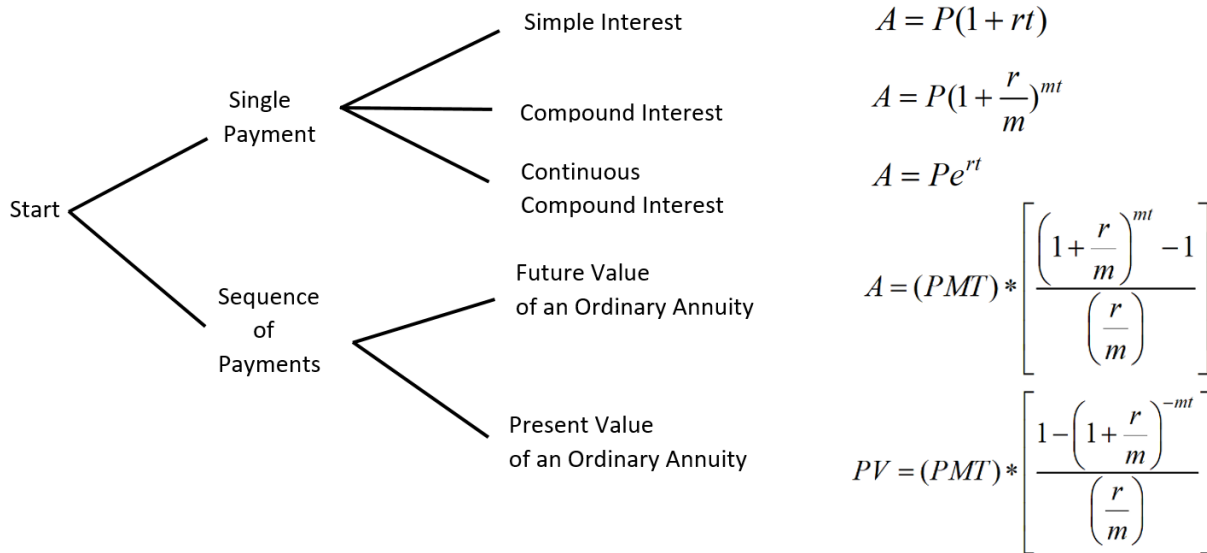 Simple Interest
A = P(1 + rt)
Single
Payment
Compound Interest
A = P(1 + r/m)^{mt}
Continuous
Compound Interest
A = Pe^{rt}
Start
Sequence
of
Payments
Future Value
of an Ordinary Annuity
A = (PMT) * [((1 + r/m)^{mt} − 1) / (r/m)]
Present Value
of an Ordinary Annuity
PV = (PMT) * [(1 − (1 + r/m)^{−mt}) / (r/m)]